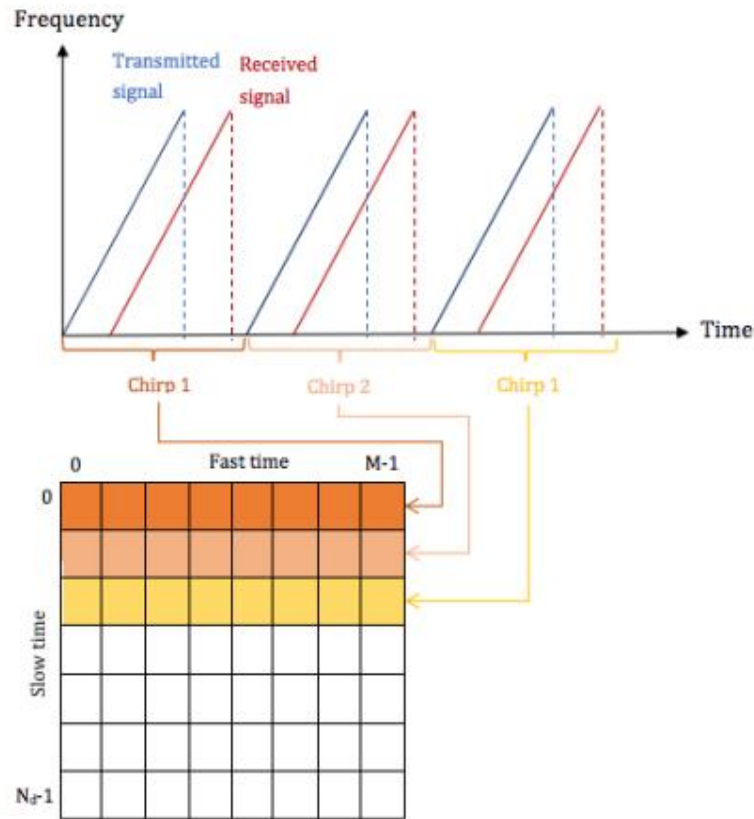 Frequency
Transmitted
signal
Received
signal
Time
Chirp 1
Chirp 2
Chirp 1
0
Fast time
M-1
0
Slow time
Nd-1